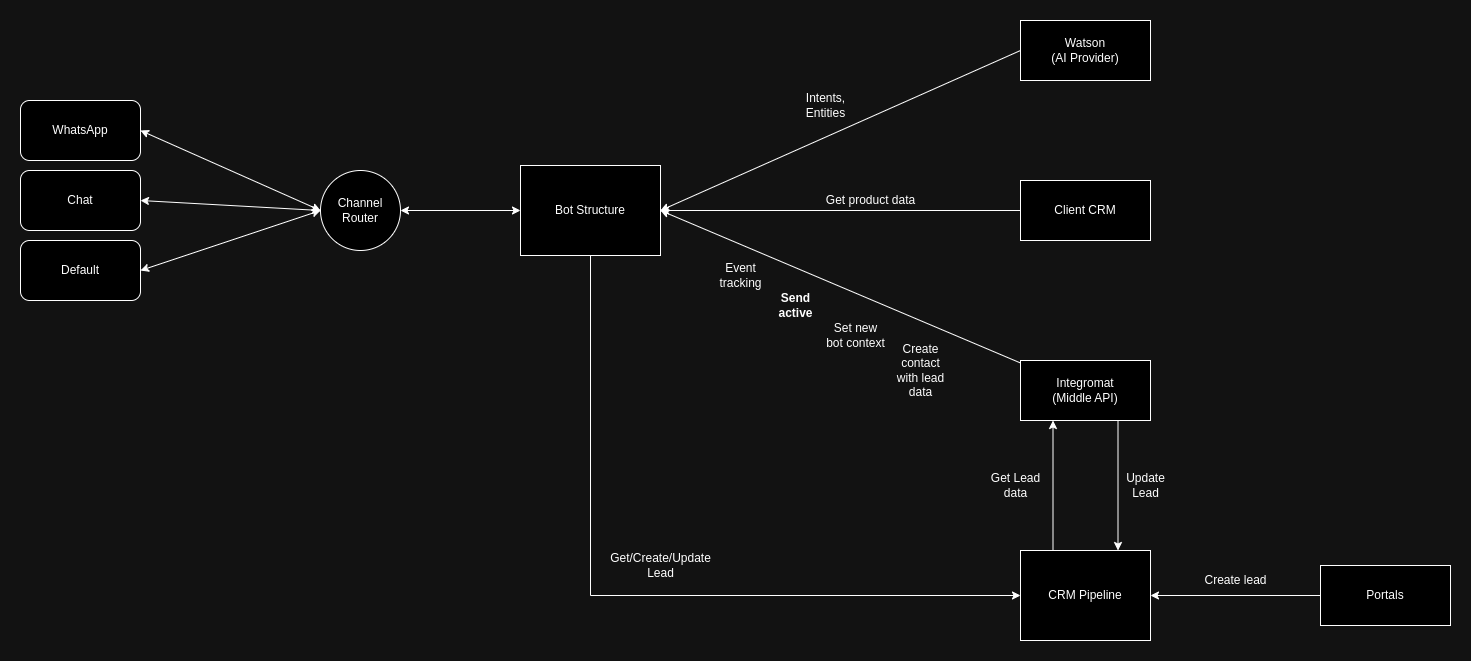 Watson
(AI Provider)
Intents,
Entities
WhatsApp
Chat
Default
Channel
Router
Bot Structure
Get product data
Client CRM
Event
tracking
Send
active
Set new
bot context
Create
contact
with lead
data
Integromat
(Middle API)
Get Lead
data
Update
Lead
Get/Create/Update
Lead
CRM Pipeline
Create lead
Portals